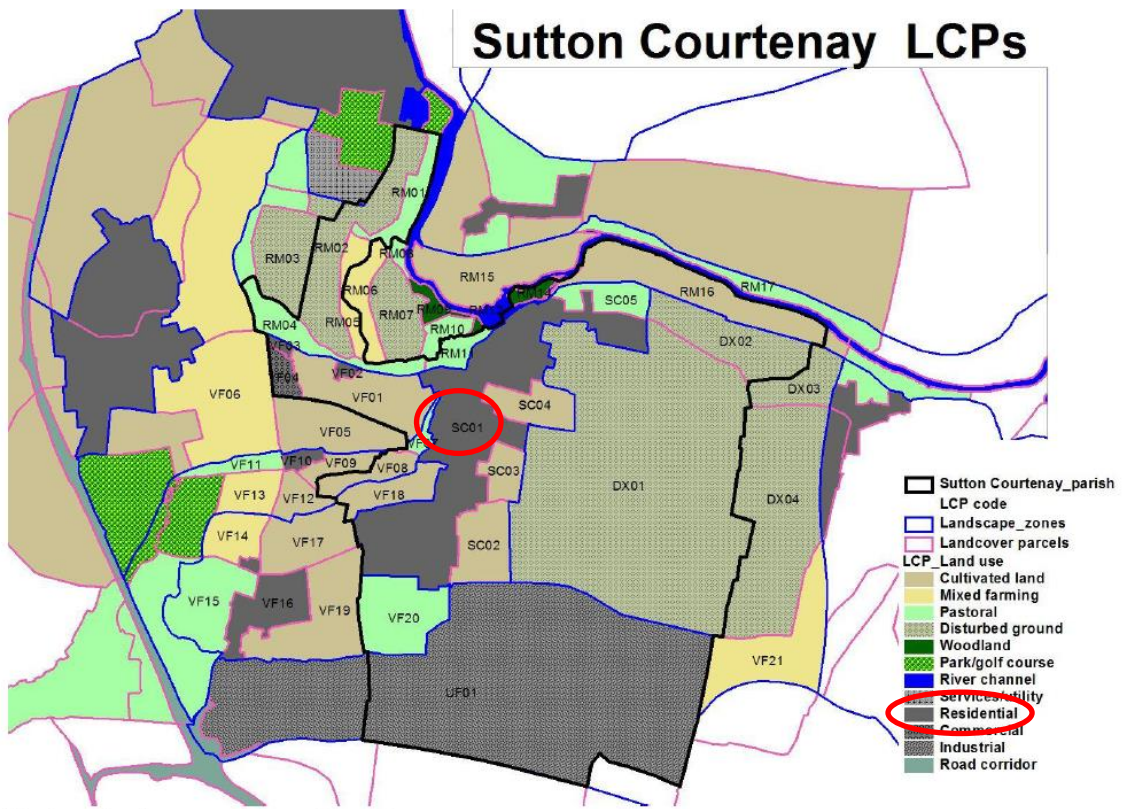 Sutton Courtenay LCPs
RM01
RM02
RM03
RM08
RM15
RM06
RM16
RM17
SC05
RM04
RM05
RM07
RM10
RM11
DX02
VF03
VF02
VF04
DX03
VF06
VF01
SC04
SC01
VF05
VF11
VF10
VF09
VF08
SC03
VF13
VF12
VF18
DX01
DX04
VF14
VF17
SC02
VF15
VF16
VF19
VF20
VF21
UF01
Sutton Courtenay_parish
LCP code
Landscape_zones
Landcover parcels
LCP_Land use
Cultivated land
Mixed farming
Pastoral
Disturbed ground
Woodland
Park/golf course
River channel
Services/utility
Residential
Commercial
Industrial
Road corridor